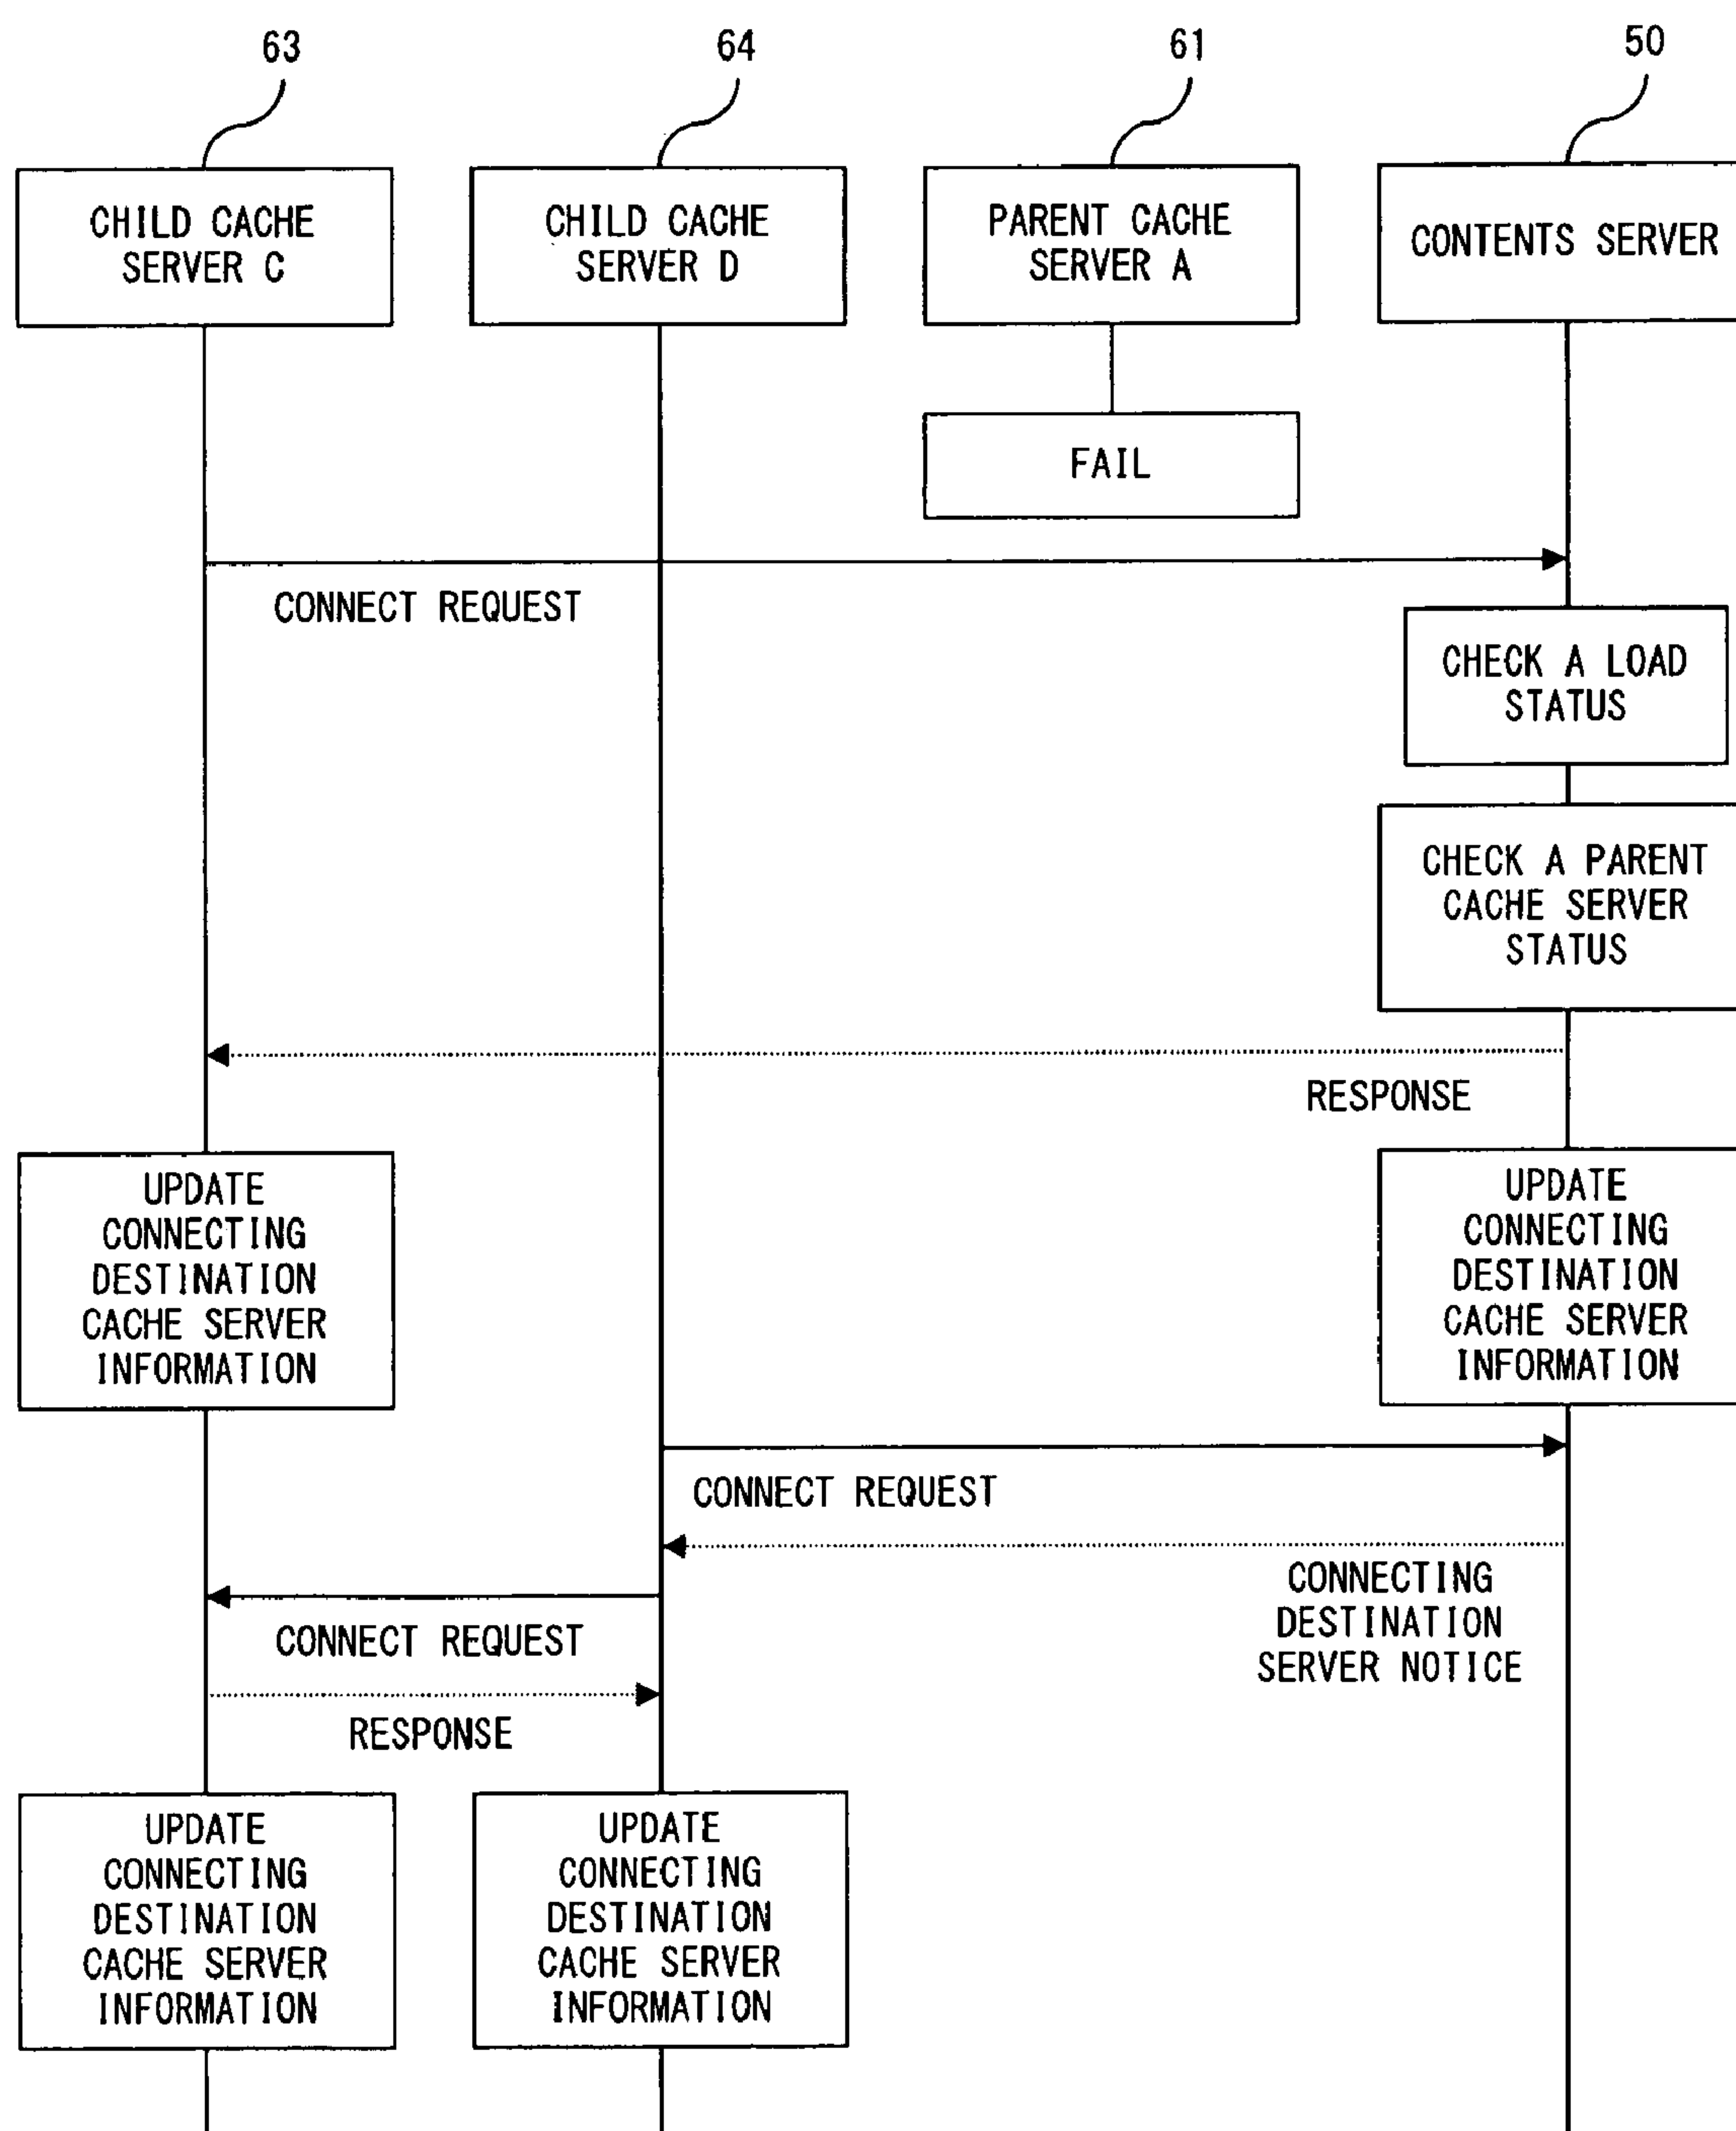 63
64
61
50
CHILD CACHE
SERVER C
CHILD CACHE
SERVER D
PARENT CACHE
SERVER A
CONTENTS SERVER
FAIL
CONNECT REQUEST
CHECK A LOAD
STATUS
CHECK A PARENT
CACHE SERVER
STATUS
RESPONSE
UPDATE
CONNECTING
DESTINATION
CACHE SERVER
INFORMATION
UPDATE
CONNECTING
DESTINATION
CACHE SERVER
INFORMATION
CONNECT REQUEST
CONNECTING
DESTINATION
SERVER NOTICE
CONNECT REQUEST
RESPONSE
UPDATE
CONNECTING
DESTINATION
CACHE SERVER
INFORMATION
UPDATE
CONNECTING
DESTINATION
CACHE SERVER
INFORMATION